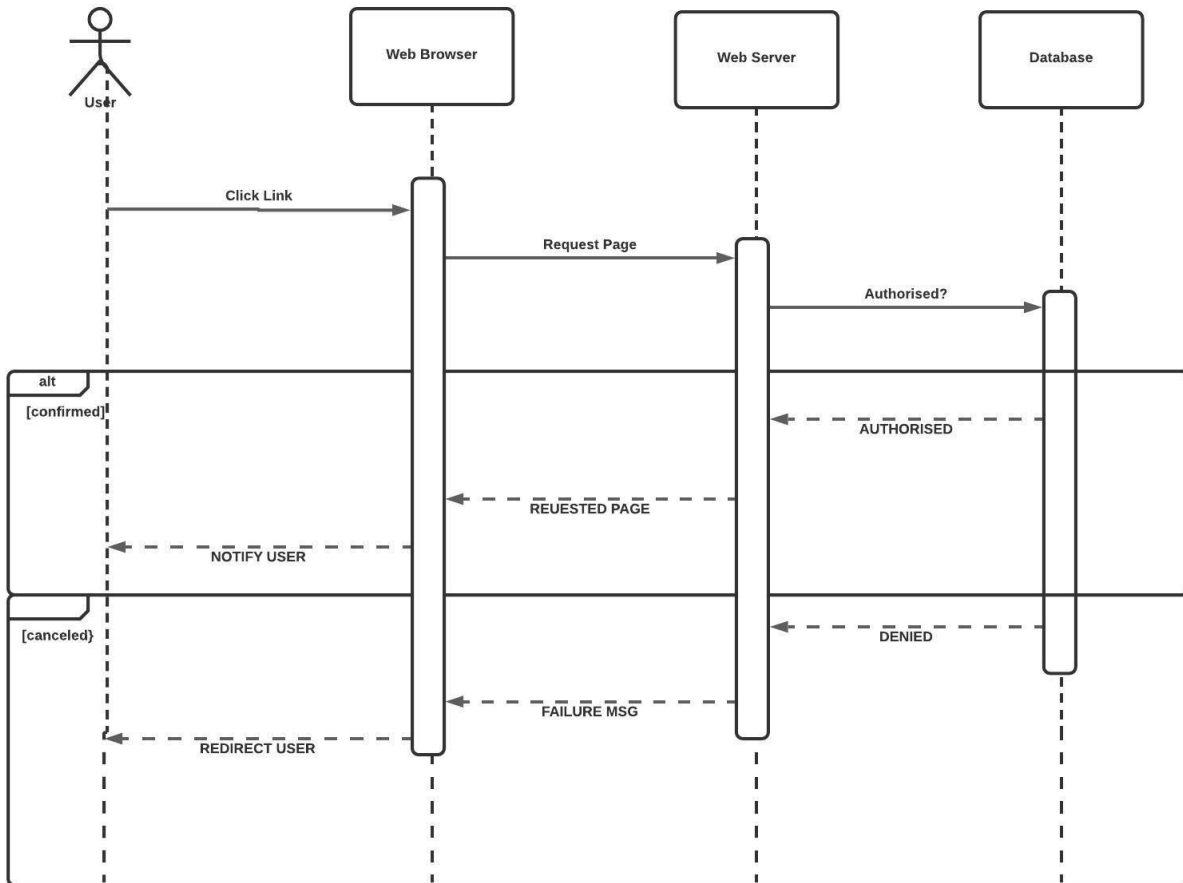 User
Web Browser
Web Server
Database
Click Link
Request Page
Authorised?
alt
[confirmed]
AUTHORISED
REUESTED PAGE
NOTIFY USER
[canceled}
DENIED
FAILURE MSG
REDIRECT USER